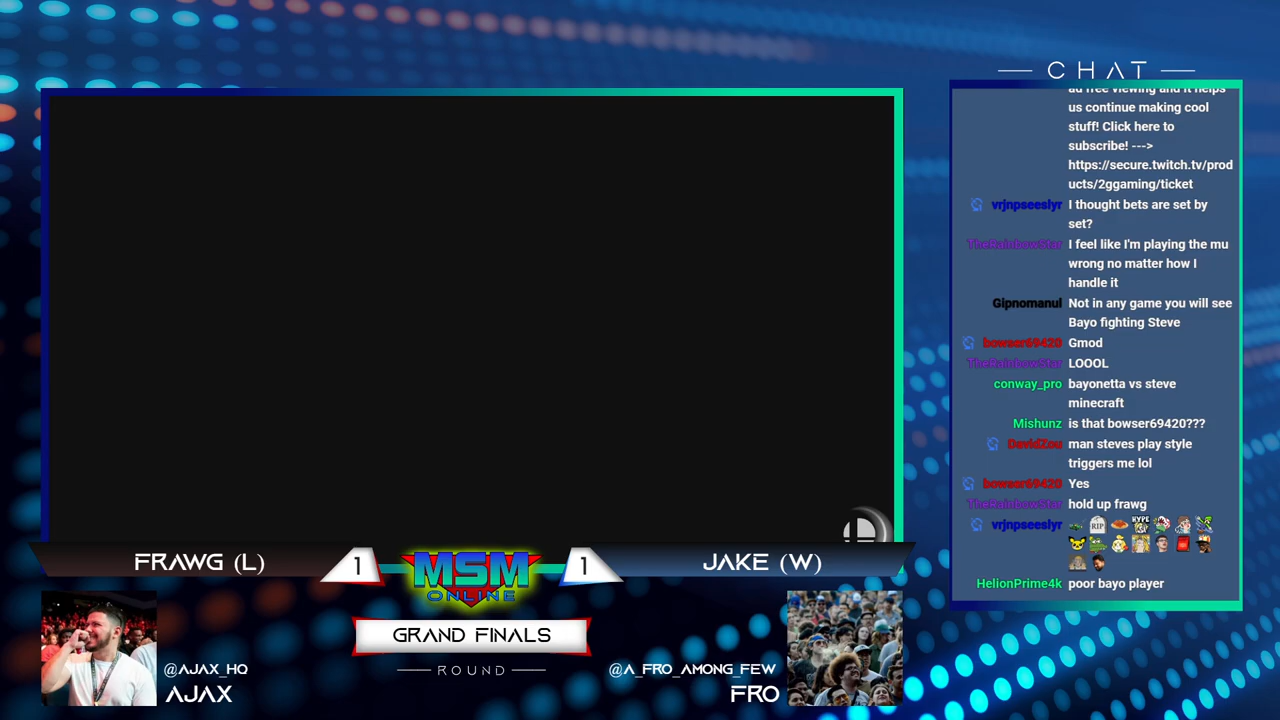 CHAT
ad free viewing and it helps
us continue making cool
stuff! Click here to
subscribe! --->
https://secure.twitch.tv/prod
ucts/2ggaming/ticket
vrjnpseeslyr I thought bets are set by
set?
TheRainbowStar I feel like I'm playing the mu
wrong no matter how I
handle it
Gipnomanul Not in any game you will see
Bayo fighting Steve
bowser69420 Gmod
TheRainbowStar LOOOL
conway_pro bayonetta vs steve
minecraft
Mishunz is that bowser69420???
DavidZou man steves play style
triggers me lol
bowser69420 Yes
TheRainbowStar hold up frawg
vrjnpseeslyr
RIP
HYPE
HelionPrime4k poor bayo player
FRAWG (L) 1
MSM
ONLINE
1 JAKE (W)
GRAND FINALS
ROUND
@AJAX_HQ
AJAX
@A_FRO_AMONG_FEW
FRO